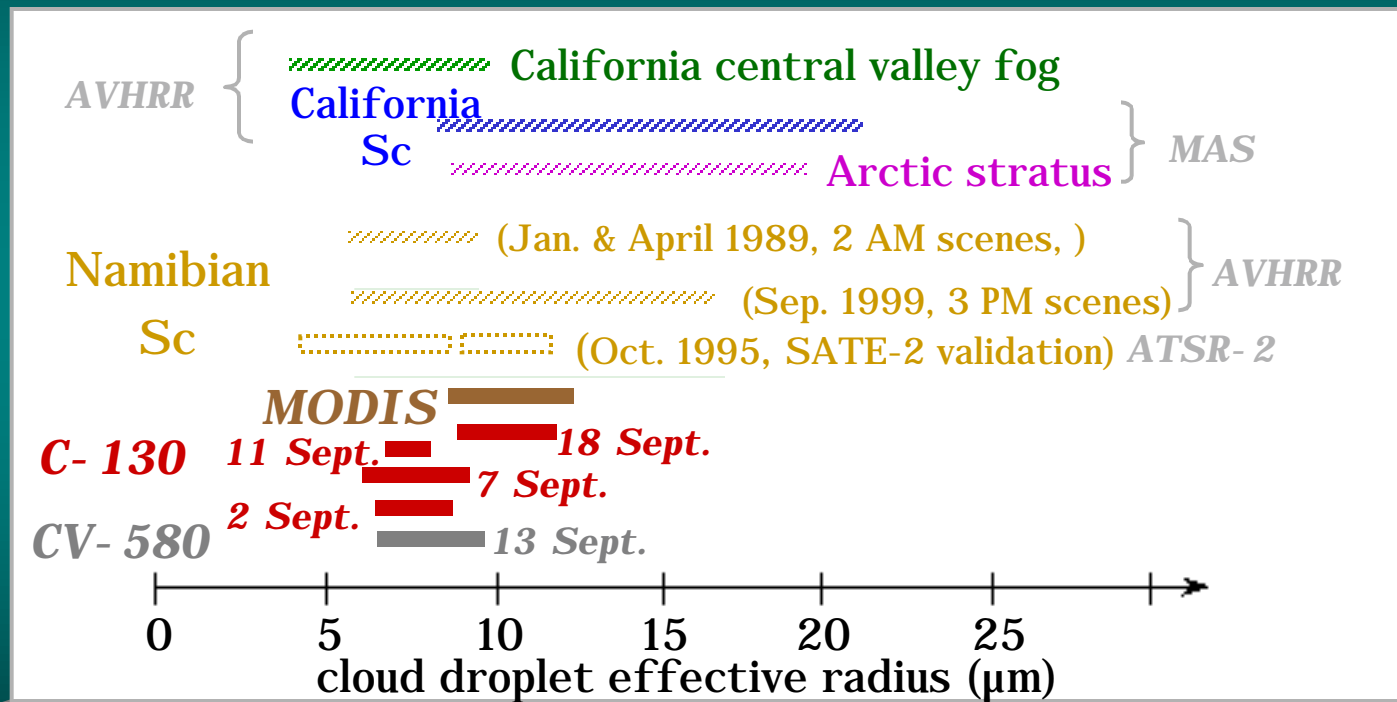 California central valley fog
AVHRR
California
Sc
MAS
Arctic stratus
(Jan. & April 1989, 2 AM scenes, )
Namibian
AVHRR
(Sep. 1999, 3 PM scenes)
Sc
(Oct. 1995, SATE-2 validation) ATSR-2
MODIS
C-130 11 Sept. 18 Sept.
7 Sept.
2 Sept.
CV-580 13 Sept.
0 5 10 15 20 25
cloud droplet effective radius (µm)